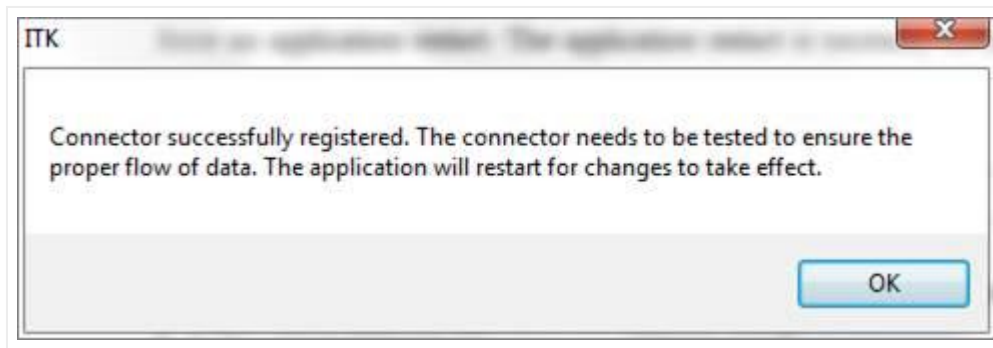 ITK
Connector successfully registered. The connector needs to be tested to ensure the
proper flow of data. The application will restart for changes to take effect.
OK